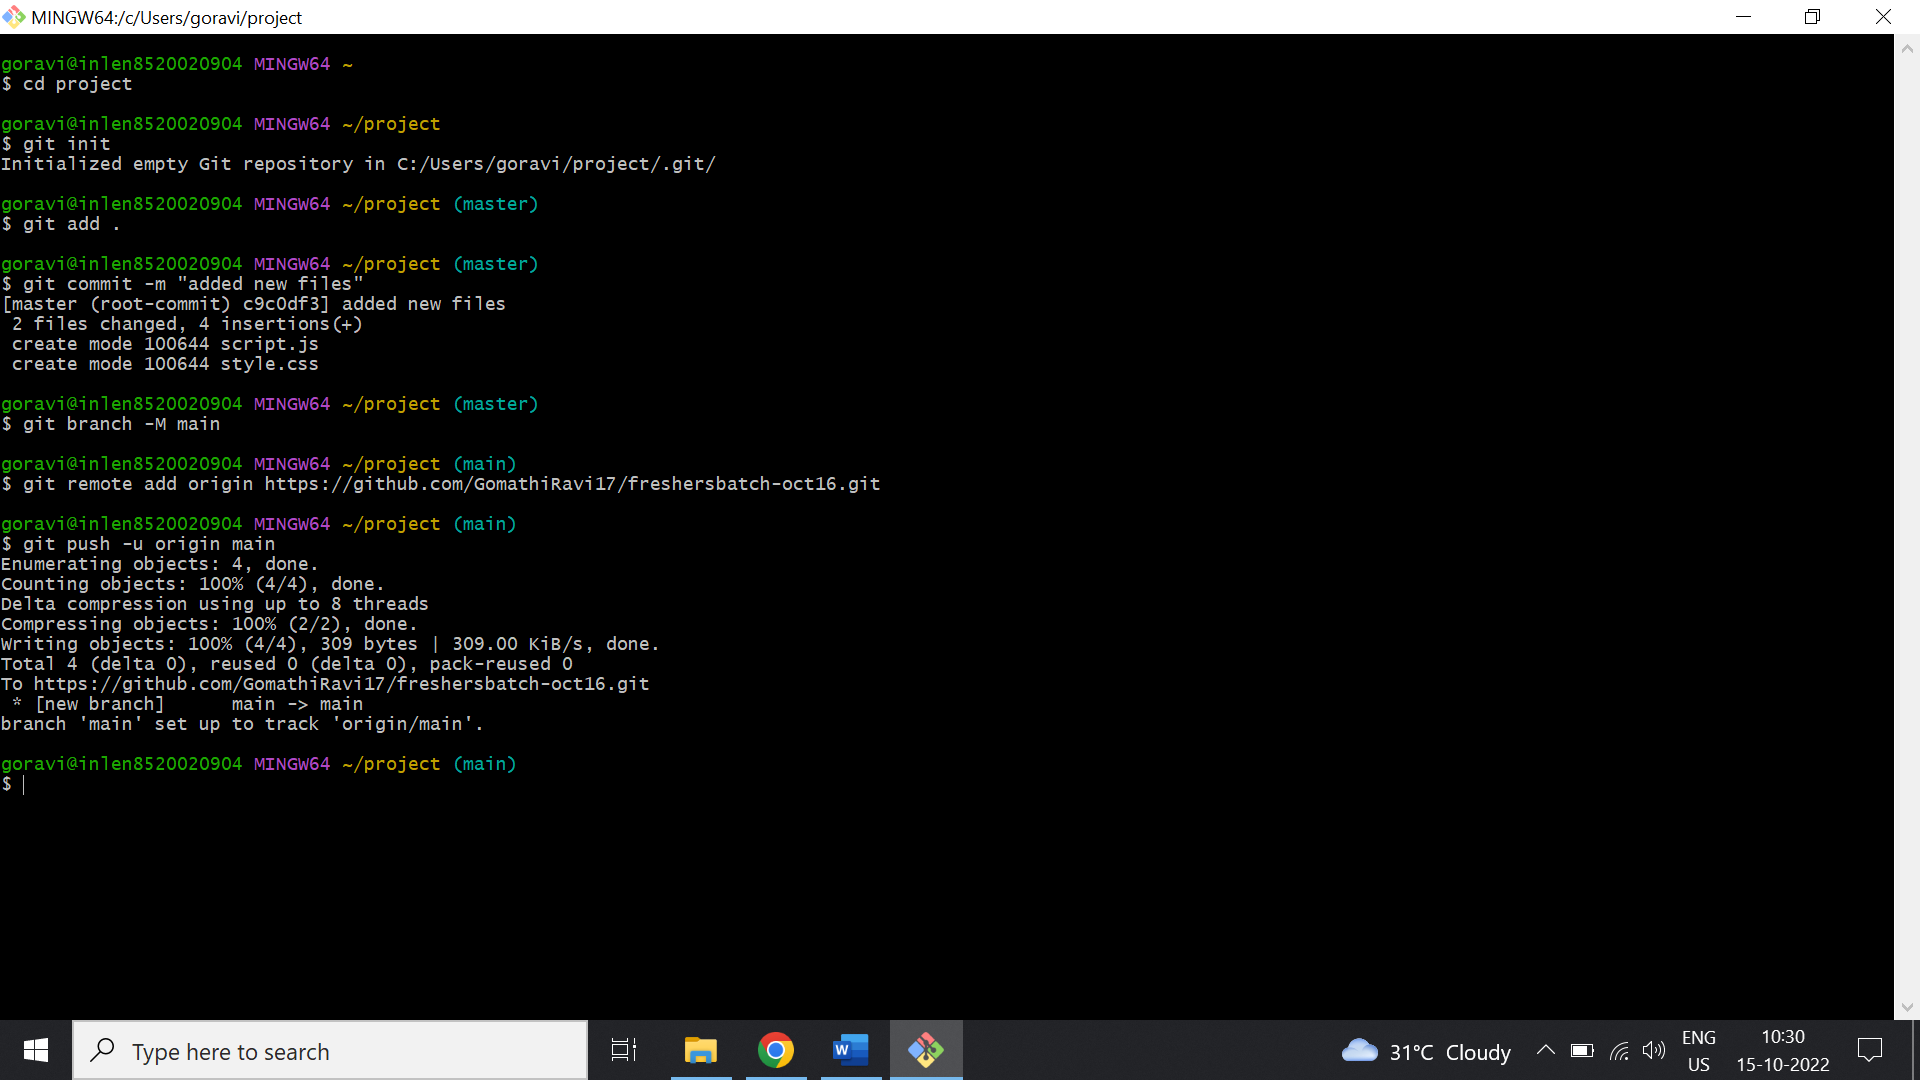 MINGW64:/c/Users/goravi/project
goravi@inlen8520020904 MINGW64 ~
$ cd project
goravi@inlen8520020904 MINGW64 ~/project
$ git init
Initialized empty Git repository in C:/Users/goravi/project/.git/
goravi@inlen8520020904 MINGW64 ~/project (master)
$ git add .
goravi@inlen8520020904 MINGW64 ~/project (master)
$ git commit -m "added new files"
[master (root-commit) c9c0df3] added new files
 2 files changed, 4 insertions(+)
 create mode 100644 script.js
 create mode 100644 style.css
goravi@inlen8520020904 MINGW64 ~/project (master)
$ git branch -M main
goravi@inlen8520020904 MINGW64 ~/project (main)
$ git remote add origin https://github.com/GomathiRavi17/freshersbatch-oct16.git
goravi@inlen8520020904 MINGW64 ~/project (main)
$ git push -u origin main
Enumerating objects: 4, done.
Counting objects: 100% (4/4), done.
Delta compression using up to 8 threads
Compressing objects: 100% (2/2), done.
Writing objects: 100% (4/4), 309 bytes | 309.00 KiB/s, done.
Total 4 (delta 0), reused 0 (delta 0), pack-reused 0
To https://github.com/GomathiRavi17/freshersbatch-oct16.git
 * [new branch]      main -> main
branch 'main' set up to track 'origin/main'.
goravi@inlen8520020904 MINGW64 ~/project (main)
$
Type here to search
W
31°C Cloudy
ENG
US
10:30
15-10-2022